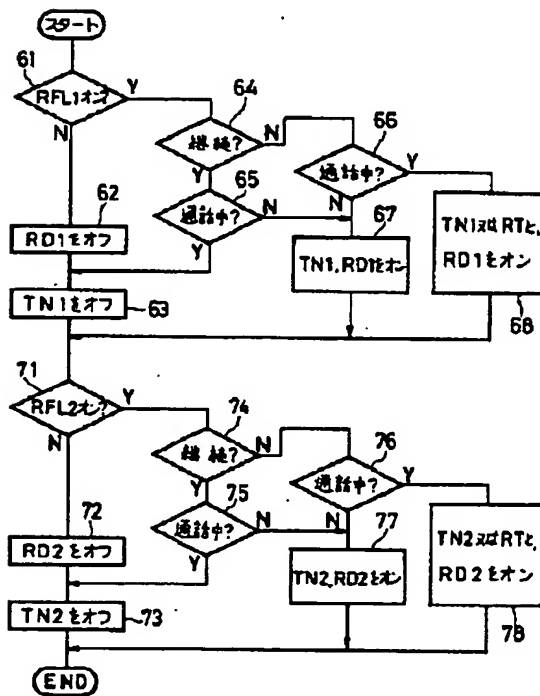 スタート
61
RFL1オン?
Y
N
64
継続?
N
Y
66
通話中?
Y
N
65
通話中?
N
Y
62
RD1をオフ
67
TN1,RD1をオン
TN1又はRTと,
RD1をオン
68
TN1をオフ
63
71
RFL2オン?
Y
N
74
継続?
N
Y
76
通話中?
Y
N
75
通話中?
N
Y
72
RD2をオフ
77
TN2,RD2をオン
TN2又はRTと,
RD2をオン
78
TN2をオフ
73
END